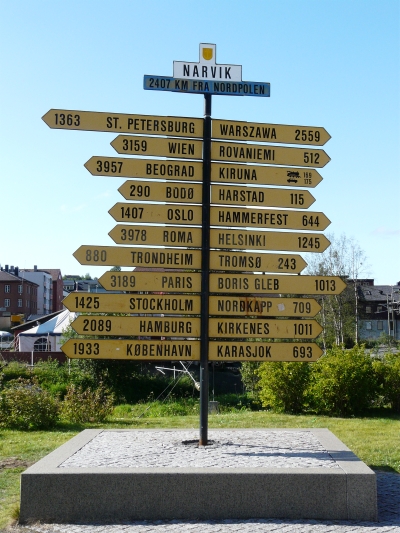 NARVIK
2407 KM FRA NORDPOLEN
1363 ST. PETERSBURG
WARSZAWA 2559
3159 WIEN
ROVANIEMI 512
3957 BEOGRAD
KIRUNA 159 175
290 BODØ
HARSTAD 115
1407 OSLO
HAMMERFEST 644
3978 ROMA
HELSINKI 1245
880 TRONDHEIM
TROMSØ 243
3189 PARIS
BORIS GLEB 1013
1425 STOCKHOLM
NORDKAPP 709
2089 HAMBURG
KIRKENES 1011
1933 KØBENHAVN
KARASJOK 693